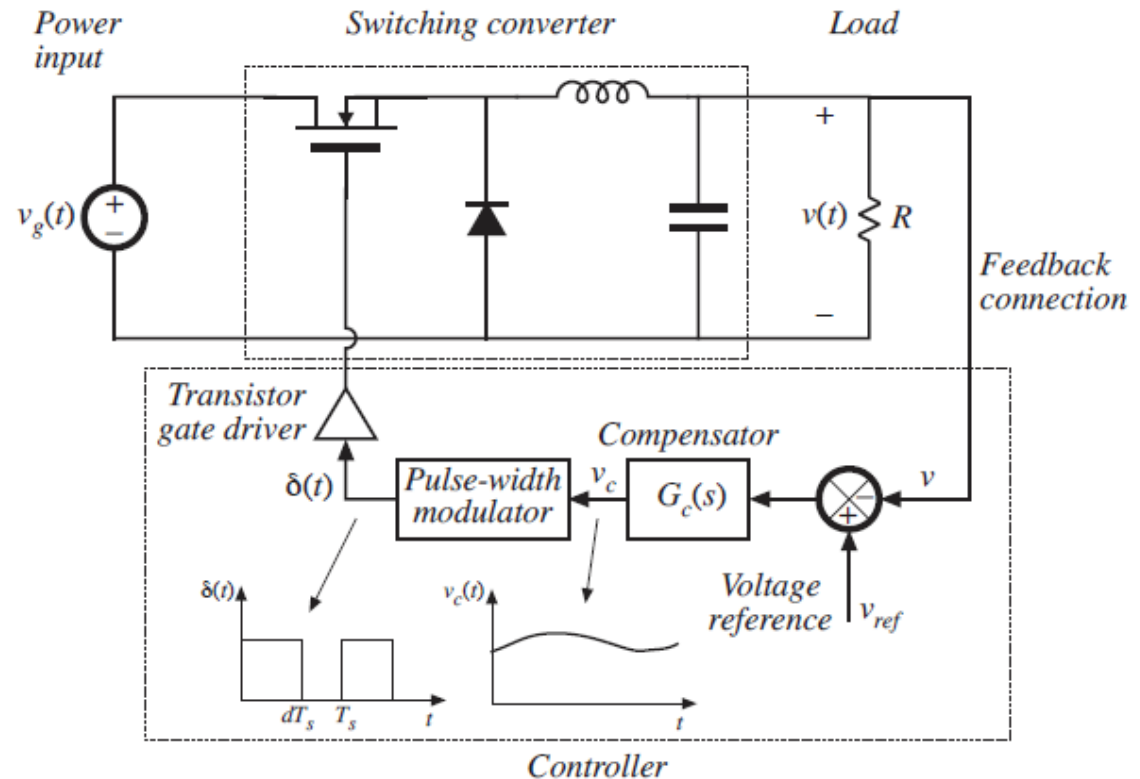 Power
input
Switching converter
Load
+
−
v_g(t)
+
v(t)
−
R
Feedback
connection
Transistor
gate driver
δ(t)
Pulse-width
modulator
v_c
Compensator
G_c(s)
−
+
v
Voltage
reference
v_ref
δ(t)
dT_s
T_s
t
v_c(t)
t
Controller